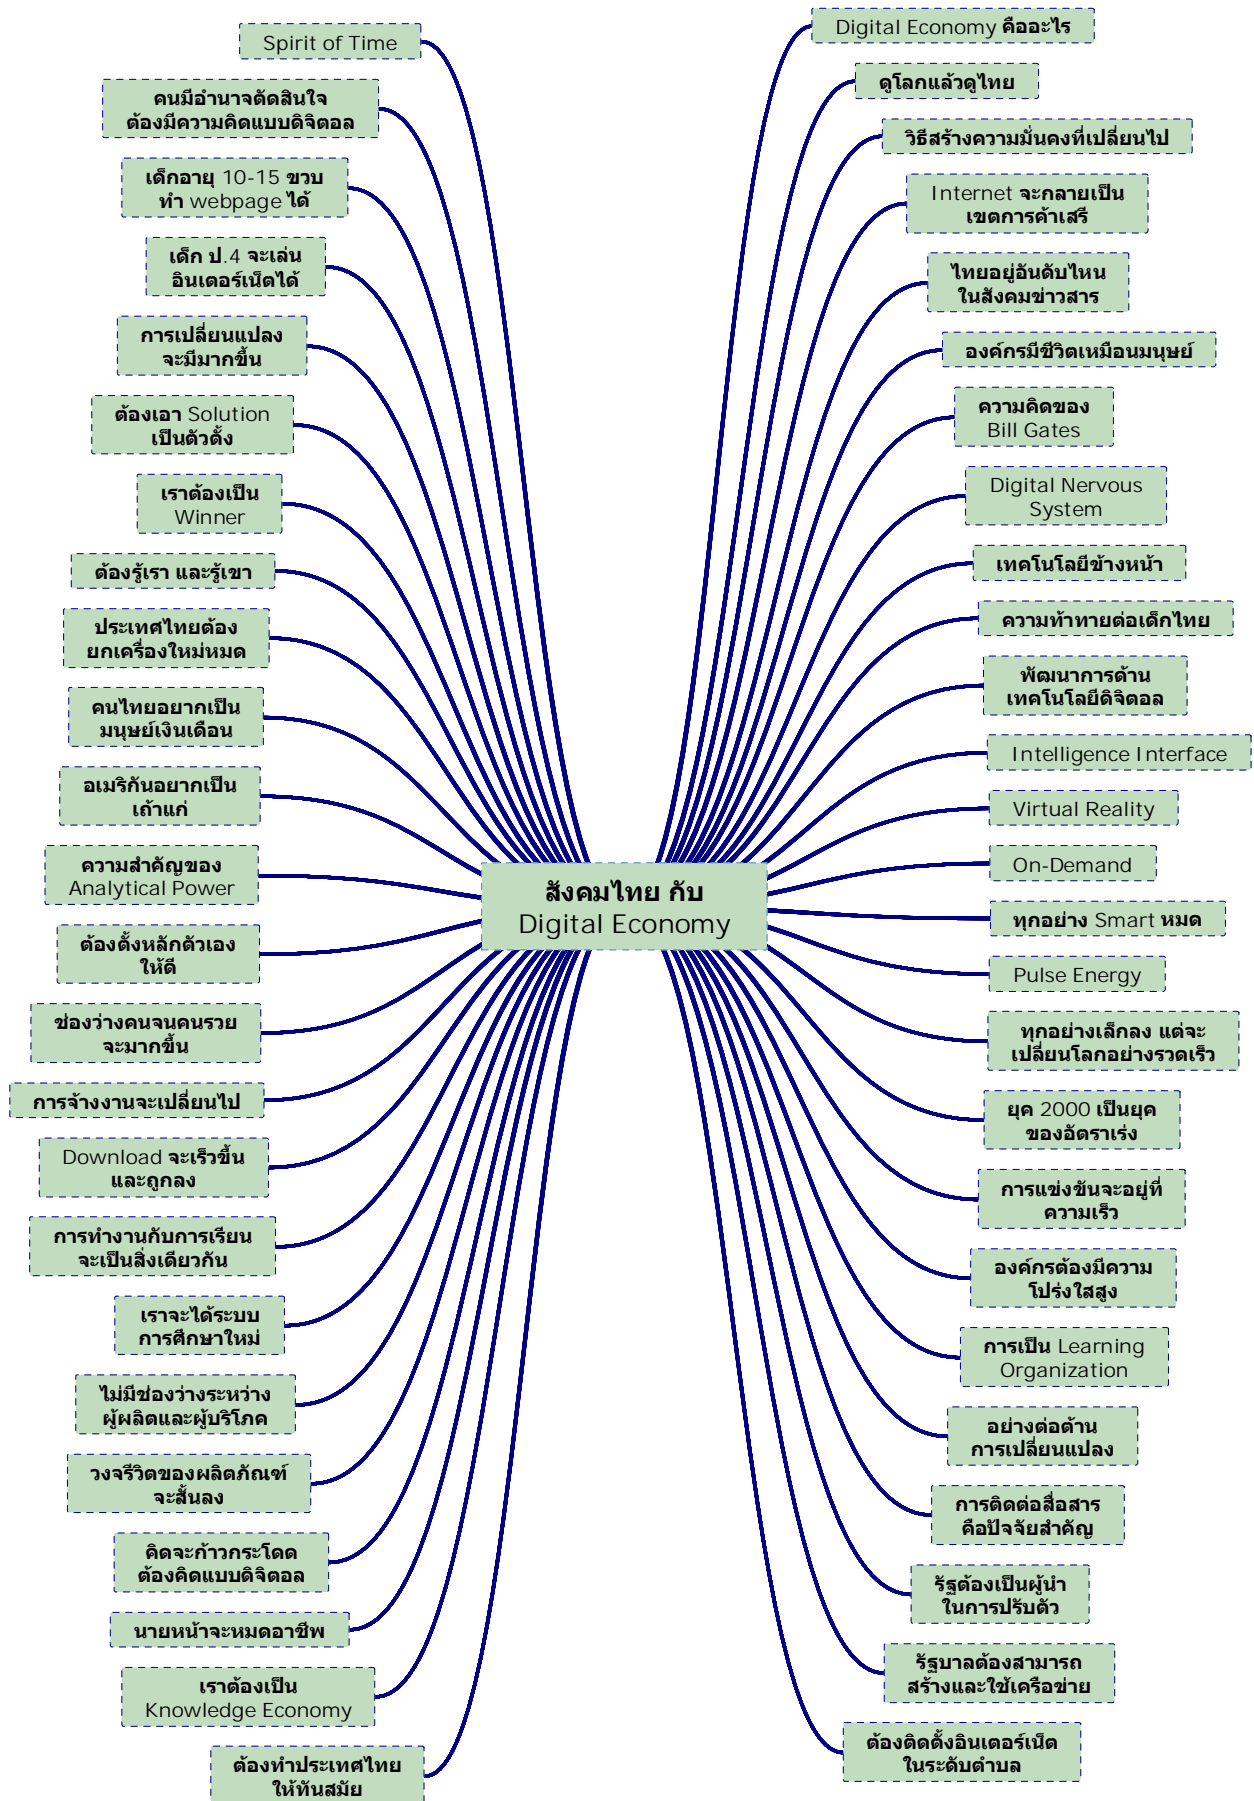 สังคมไทย กับ
Digital Economy
Digital Economy คืออะไร
ดูโลกแล้วดูไทย
วิธีสร้างความมั่นคงที่เปลี่ยนไป
Internet จะกลายเป็น
เขตการค้าเสรี
ไทยอยู่อันดับไหน
ในสังคมข่าวสาร
องค์กรมีชีวิตเหมือนมนุษย์
ความคิดของ
Bill Gates
Digital Nervous
System
เทคโนโลยีข้างหน้า
ความท้าทายต่อเด็กไทย
พัฒนาการด้าน
เทคโนโลยีดิจิตอล
Intelligence Interface
Virtual Reality
On-Demand
ทุกอย่าง Smart หมด
Pulse Energy
ทุกอย่างเล็กลง แต่จะ
เปลี่ยนโลกอย่างรวดเร็ว
ยุค 2000 เป็นยุค
ของอัตราเร่ง
การแข่งขันจะอยู่ที่
ความเร็ว
องค์กรต้องมีความ
โปร่งใสสูง
การเป็น Learning
Organization
อย่างต่อต้าน
การเปลี่ยนแปลง
การติดต่อสื่อสาร
คือปัจจัยสำคัญ
รัฐต้องเป็นผู้นำ
ในการปรับตัว
รัฐบาลต้องสามารถ
สร้างและใช้เครือข่าย
ต้องติดตั้งอินเตอร์เน็ต
ในระดับตำบล
Spirit of Time
คนมีอำนาจตัดสินใจ
ต้องมีความคิดแบบดิจิตอล
เด็กอายุ 10-15 ขวบ
ทำ webpage ได้
เด็ก ป.4 จะเล่น
อินเตอร์เน็ตได้
การเปลี่ยนแปลง
จะมีมากขึ้น
ต้องเอา Solution
เป็นตัวตั้ง
เราต้องเป็น
Winner
ต้องรู้เรา และรู้เขา
ประเทศไทยต้อง
ยกเครื่องใหม่หมด
คนไทยอยากเป็น
มนุษย์เงินเดือน
อเมริกันอยากเป็น
เถ้าแก่
ความสำคัญของ
Analytical Power
ต้องตั้งหลักตัวเอง
ให้ดี
ช่องว่างคนจนคนรวย
จะมากขึ้น
การจ้างงานจะเปลี่ยนไป
Download จะเร็วขึ้น
และถูกลง
การทำงานกับการเรียน
จะเป็นสิ่งเดียวกัน
เราจะได้ระบบ
การศึกษาใหม่
ไม่มีช่องว่างระหว่าง
ผู้ผลิตและผู้บริโภค
วงจรีวิตของผลิตภัณฑ์
จะสั้นลง
คิดจะก้าวกระโดด
ต้องคิดแบบดิจิตอล
นายหน้าจะหมดอาชีพ
เราต้องเป็น
Knowledge Economy
ต้องทำประเทศไทย
ให้ทันสมัย